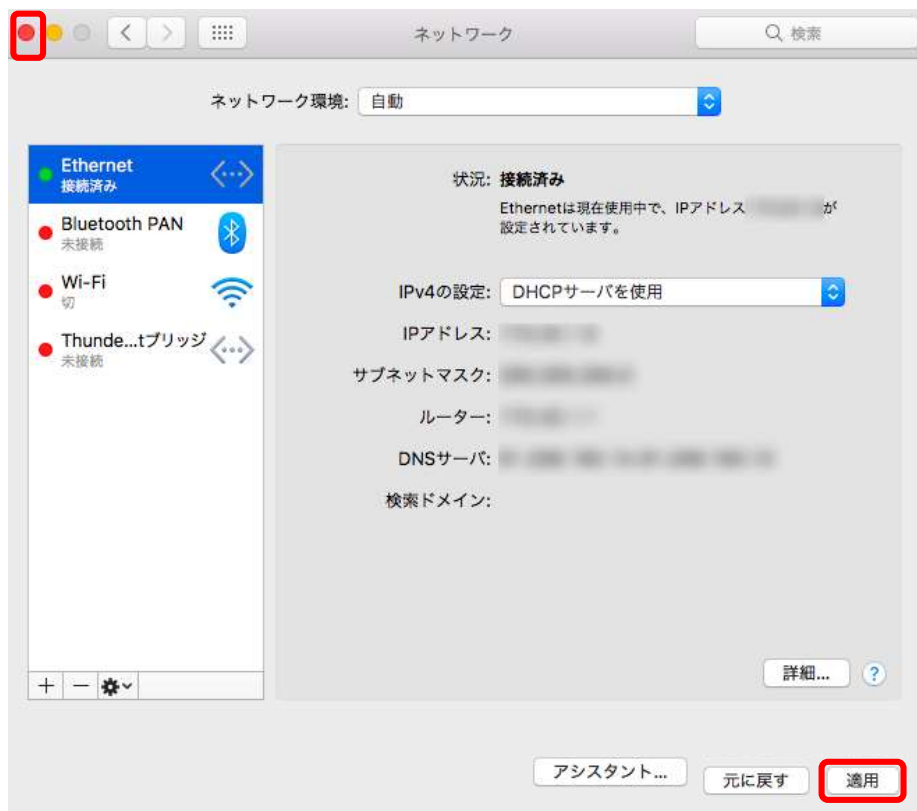 ネットワーク
検索
ネットワーク環境: 自動
Ethernet
接続済み
Bluetooth PAN
未接続
Wi-Fi
切
Thunde...tブリッジ
未接続
状況: 接続済み
Ethernetは現在使用中で、IPアドレス が
設定されています。
IPv4の設定: DHCPサーバを使用
IPアドレス:
サブネットマスク:
ルーター:
DNSサーバ:
検索ドメイン:
詳細...
?
アシスタント...
元に戻す
適用